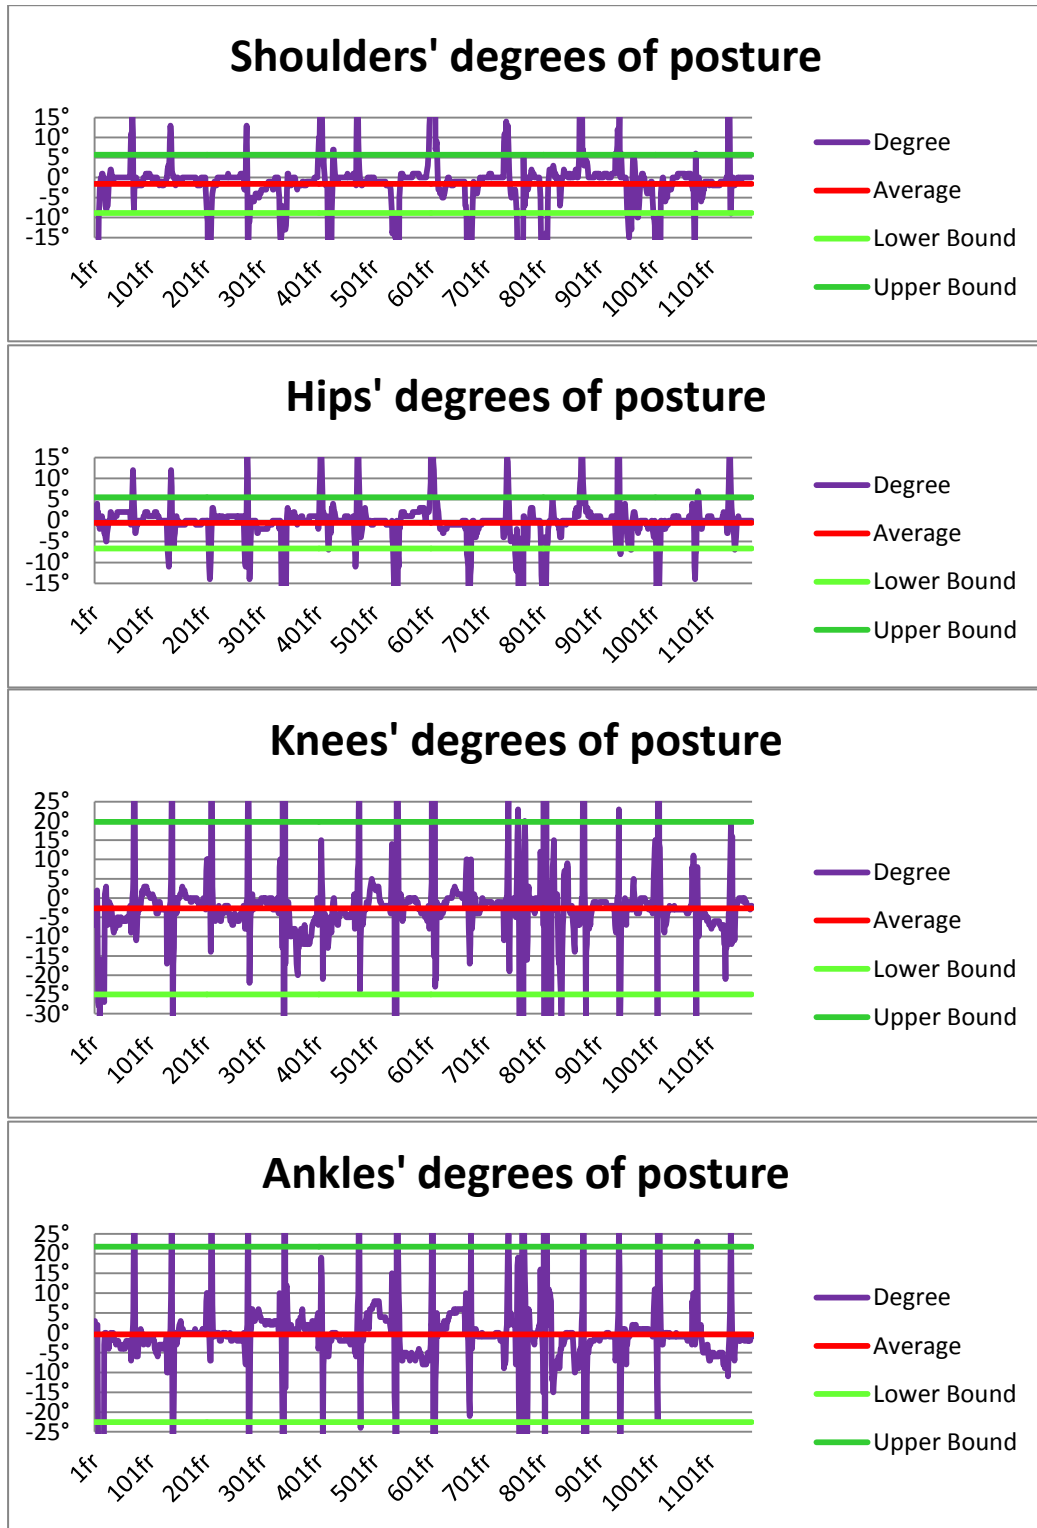 Shoulders' degrees of posture
15°
10°
5°
0°
-5°
-10°
-15°
1fr
101fr
201fr
301fr
401fr
501fr
601fr
701fr
801fr
901fr
1001fr
1101fr
Degree
Average
Lower Bound
Upper Bound
Hips' degrees of posture
15°
10°
5°
0°
-5°
-10°
-15°
1fr
101fr
201fr
301fr
401fr
501fr
601fr
701fr
801fr
901fr
1001fr
1101fr
Degree
Average
Lower Bound
Upper Bound
Knees' degrees of posture
25°
20°
15°
10°
5°
0°
-5°
-10°
-15°
-20°
-25°
-30°
1fr
101fr
201fr
301fr
401fr
501fr
601fr
701fr
801fr
901fr
1001fr
1101fr
Degree
Average
Lower Bound
Upper Bound
Ankles' degrees of posture
25°
20°
15°
10°
5°
0°
-5°
-10°
-15°
-20°
-25°
1fr
101fr
201fr
301fr
401fr
501fr
601fr
701fr
801fr
901fr
1001fr
1101fr
Degree
Average
Lower Bound
Upper Bound